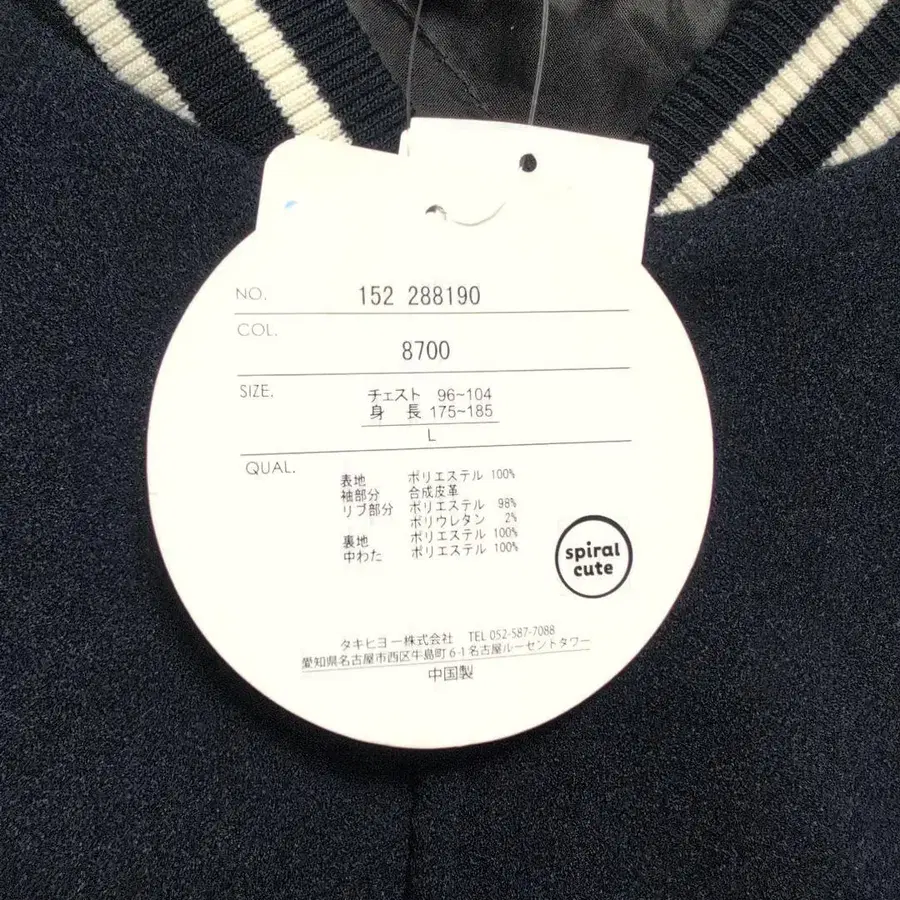 NO. 152 288190
COL.
8700
SIZE. チェスト 96~104
身 長 175~185
L
QUAL.
表地 ポリエステル 100%
袖部分 合成皮革
リブ部分 ポリエステル 98%
ポリウレタン 2%
裏地 ポリエステル 100%
中わた ポリエステル 100%
spiral
cute
タキヒヨー株式会社 TEL 052-587-7088
愛知県名古屋市西区牛島町 6-1 名古屋ルーセントタワー
中国製